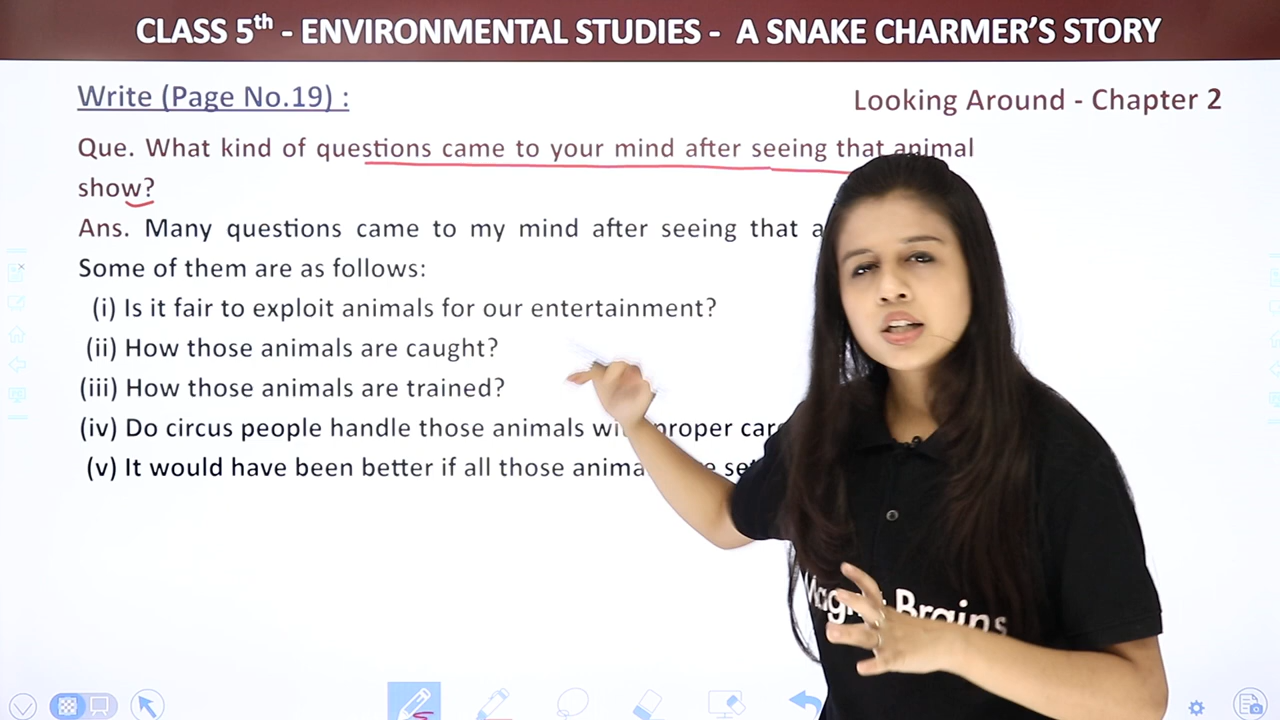 CLASS 5th - ENVIRONMENTAL STUDIES - A SNAKE CHARMER'S STORY
Write (Page No.19) :
Looking Around - Chapter 2
Que. What kind of questions came to your mind after seeing that animal
show?
Ans. Many questions came to my mind after seeing that
Some of them are as follows:
(i) Is it fair to exploit animals for our entertainment?
(ii) How those animals are caught?
(iii) How those animals are trained?
(iv) Do circus people handle those animals proper
(v) It would have been better if all those
Brains